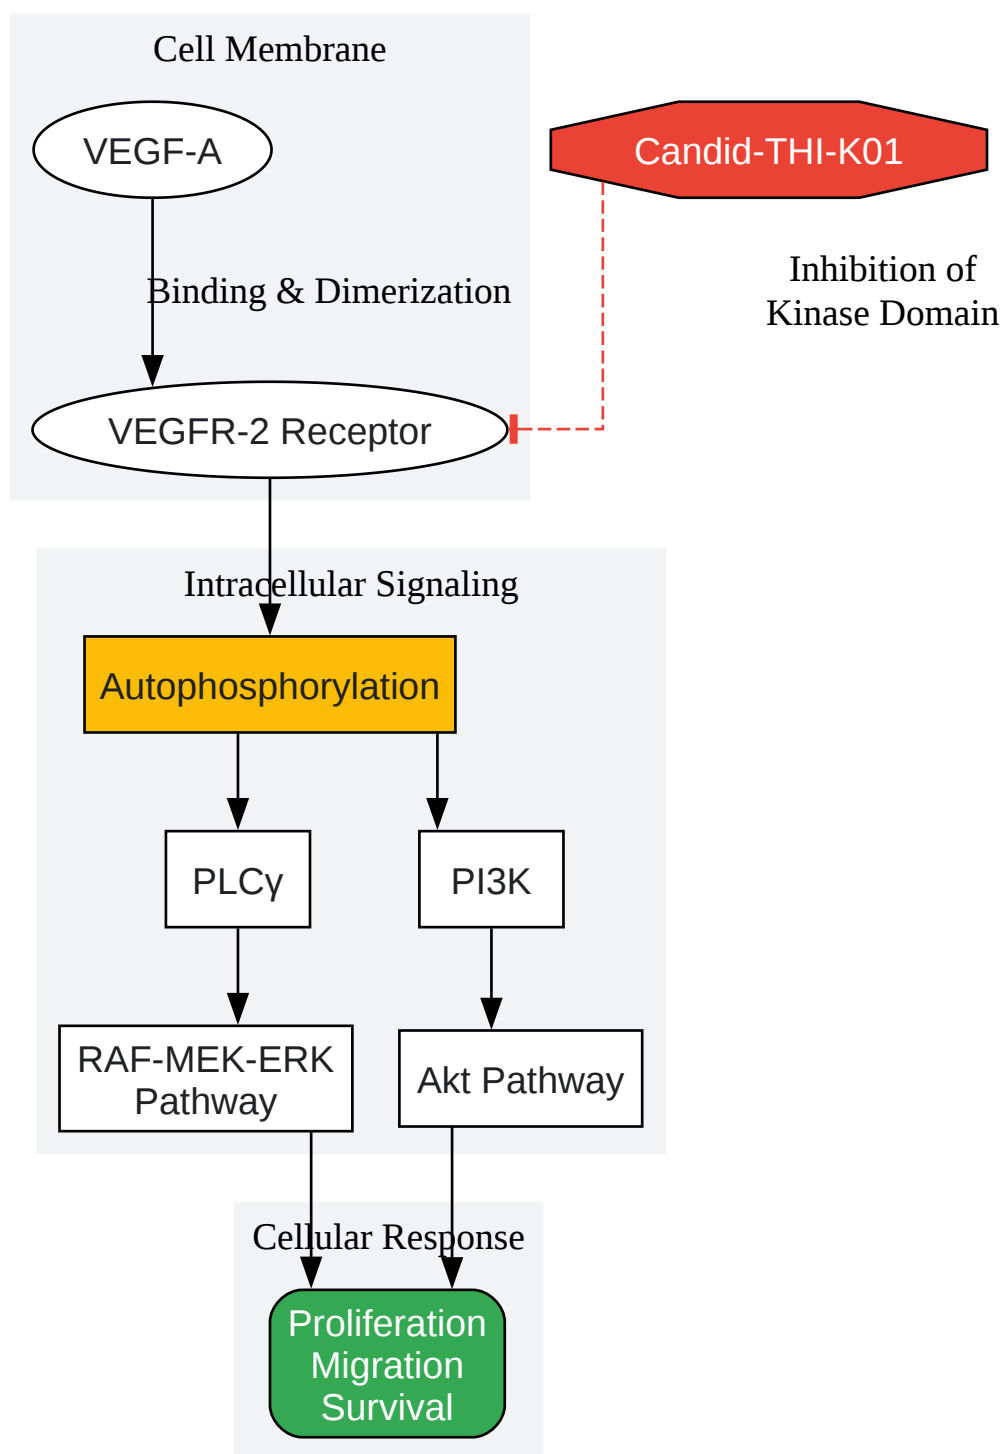 Cell Membrane
VEGF-A
Candid-THI-K01
Binding & Dimerization
Inhibition of
Kinase Domain
VEGFR-2 Receptor
Intracellular Signaling
Autophosphorylation
PLCγ
PI3K
RAF-MEK-ERK
Pathway
Akt Pathway
Cellular Response
Proliferation
Migration
Survival